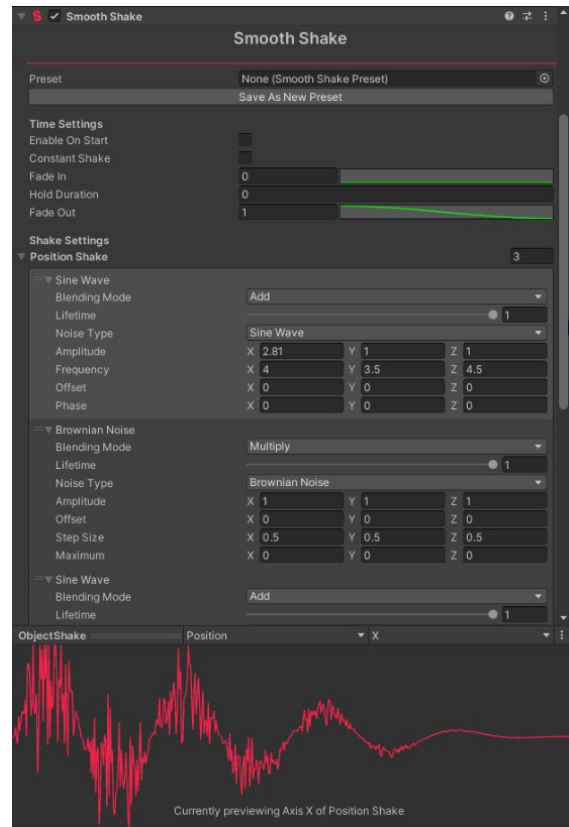 Smooth Shake
Smooth Shake
Preset None (Smooth Shake Preset)
Save As New Preset
Time Settings
Enable On Start
Constant Shake
Fade In 0
Hold Duration 0
Fade Out 1
Shake Settings
Position Shake 3
Sine Wave
Blending Mode Add
Lifetime 1
Noise Type Sine Wave
Amplitude X 2.81 Y 1 Z 1
Frequency X 4 Y 3.5 Z 4.5
Offset X 0 Y 0 Z 0
Phase X 0 Y 0 Z 0
Brownian Noise
Blending Mode Multiply
Lifetime 1
Noise Type Brownian Noise
Amplitude X 1 Y 1 Z 1
Offset X 0 Y 0 Z 0
Step Size X 0.5 Y 0.5 Z 0.5
Maximum X 0 Y 0 Z 0
Sine Wave
Blending Mode Add
Lifetime 1
ObjectShake Position X
Currently previewing Axis X of Position Shake